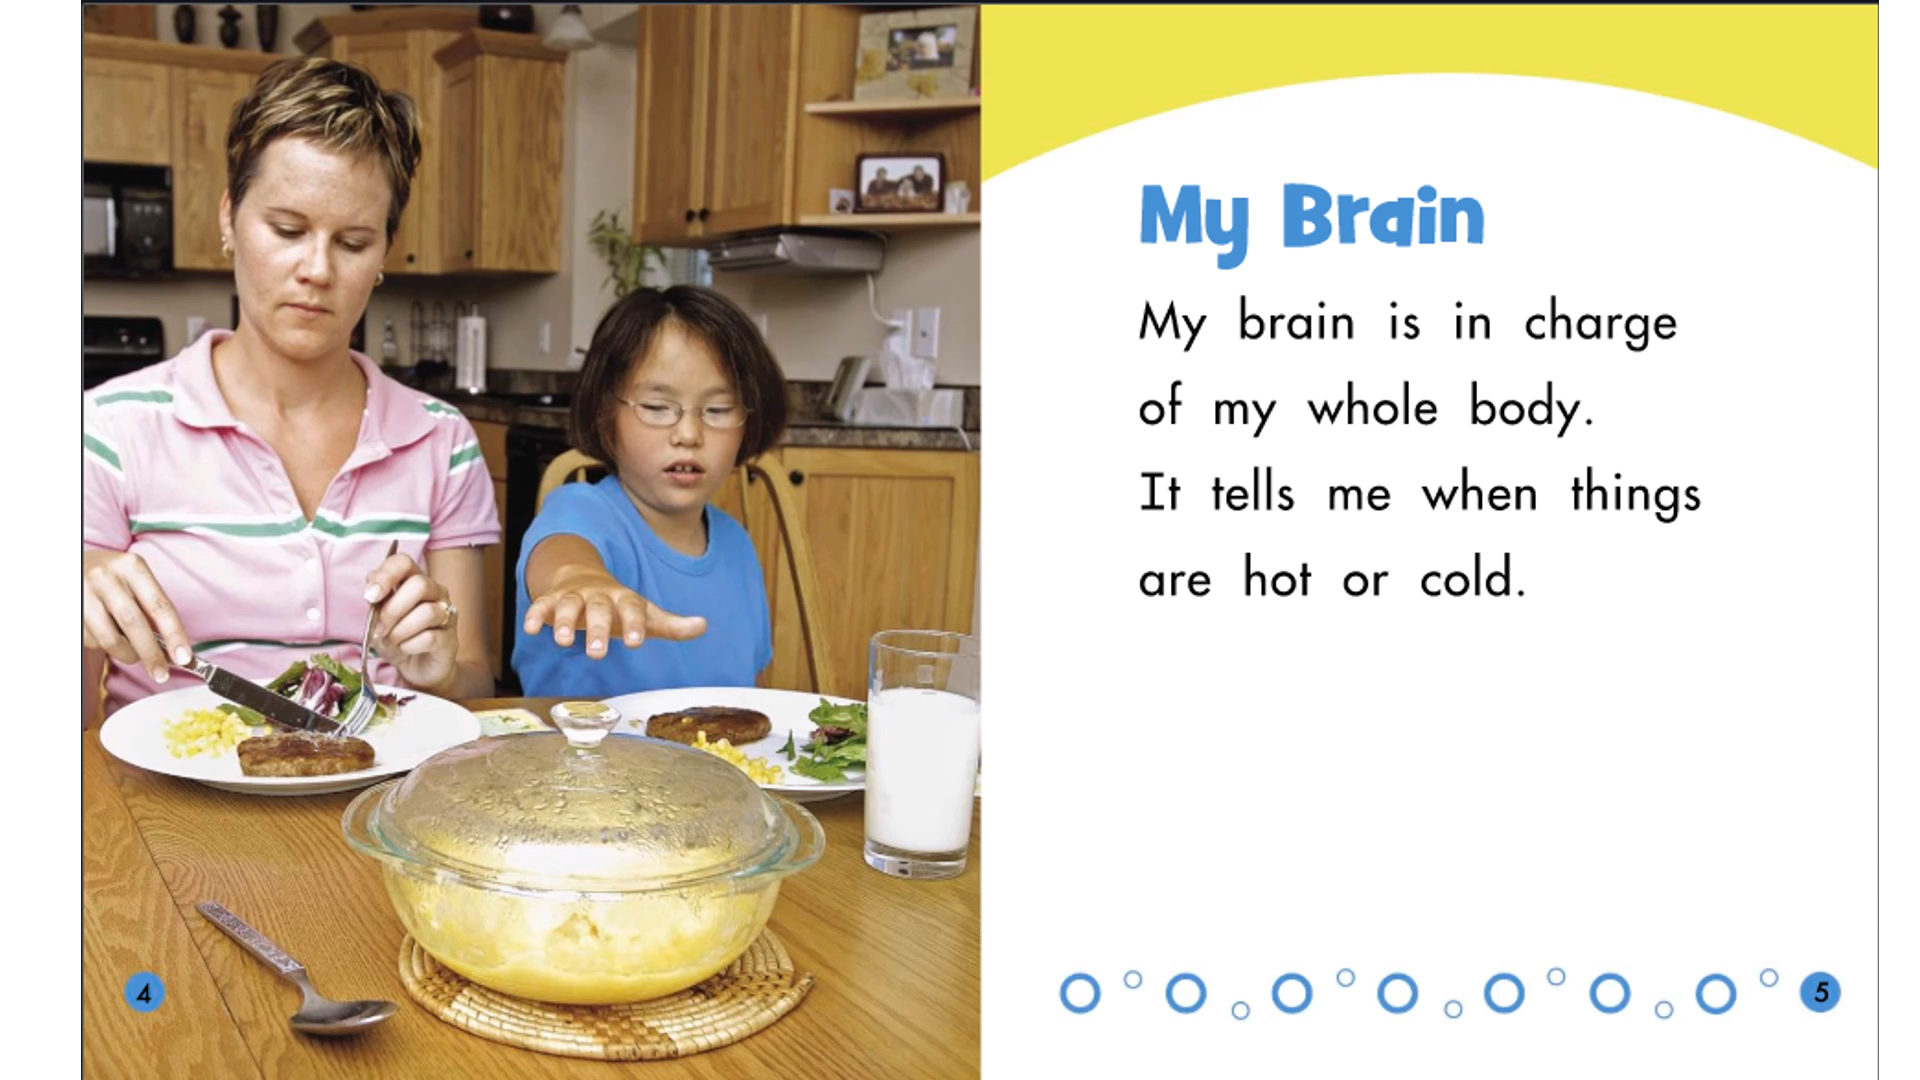 My Brain
My brain is in charge
of my whole body.
It tells me when things
are hot or cold.
4
5